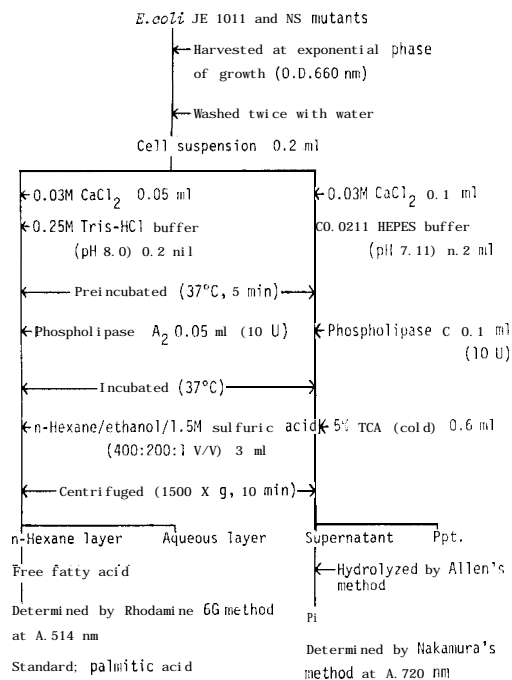 E.coli JE 1011 and NS mutants
Harvested at exponential phase
of growth (O.D.660 nm)
Washed twice with water
Cell suspension 0.2 ml
0.03M CaCl2 0.05 ml
0.03M CaCl2 0.1 ml
0.25M Tris-HCl buffer
(pH 8.0) 0.2 nil
C0.0211 HEPES buffer
(pH 7.11) n.2 ml
Preincubated (37°C, 5 min)
Phospholipase A2 0.05 ml (10 U)
Phospholipase C 0.1 ml
(10 U)
Incubated (37°C)
n-Hexane/ethanol/1.5M sulfuric acid
(400:200:1 V/V) 3 ml
5% TCA (cold) 0.6 ml
Centrifuged (1500 X g, 10 min)
n-Hexane layer Aqueous layer
Supernatant Ppt.
Free fatty acid
Hydrolyzed by Allen's
method
Determined by Rhodamine 6G method
at A.514 nm
Standard; palmitic acid
Pi
Determined by Nakamura's
method at A.720 nm